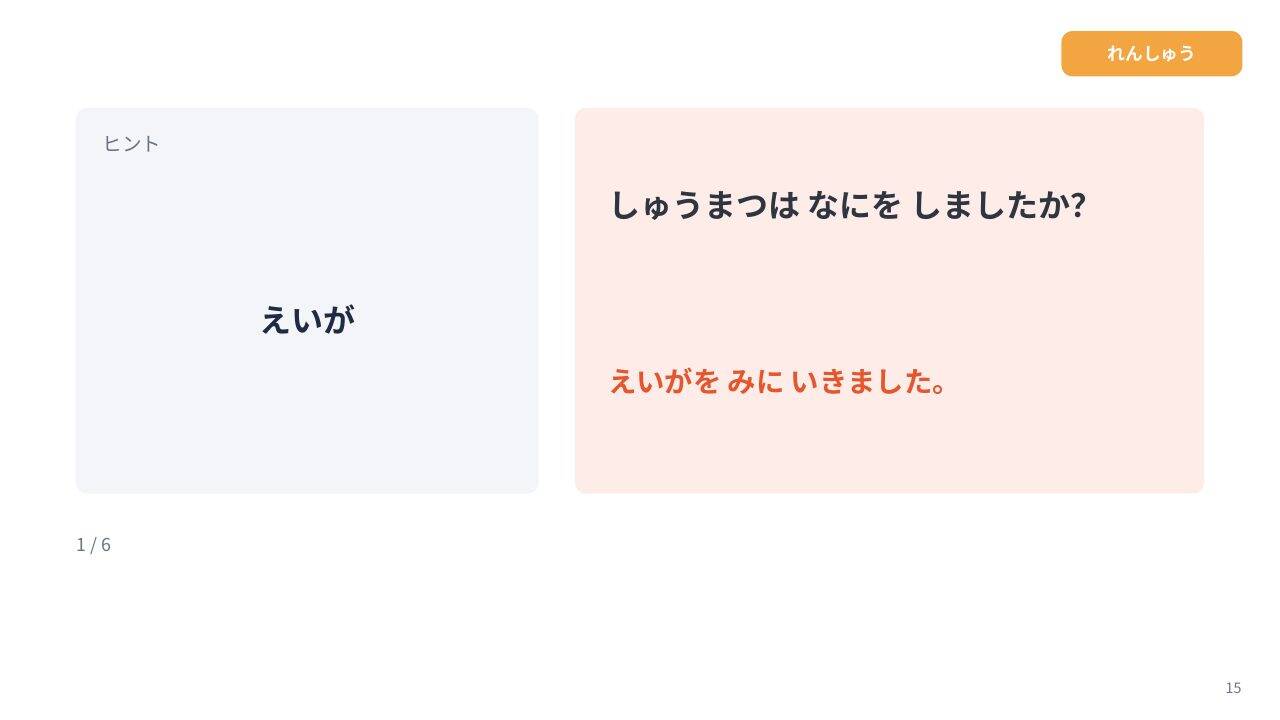 れんしゅう
ヒント
えいが
しゅうまつは なにを しましたか?
えいがを みに いきました。
1 / 6
15